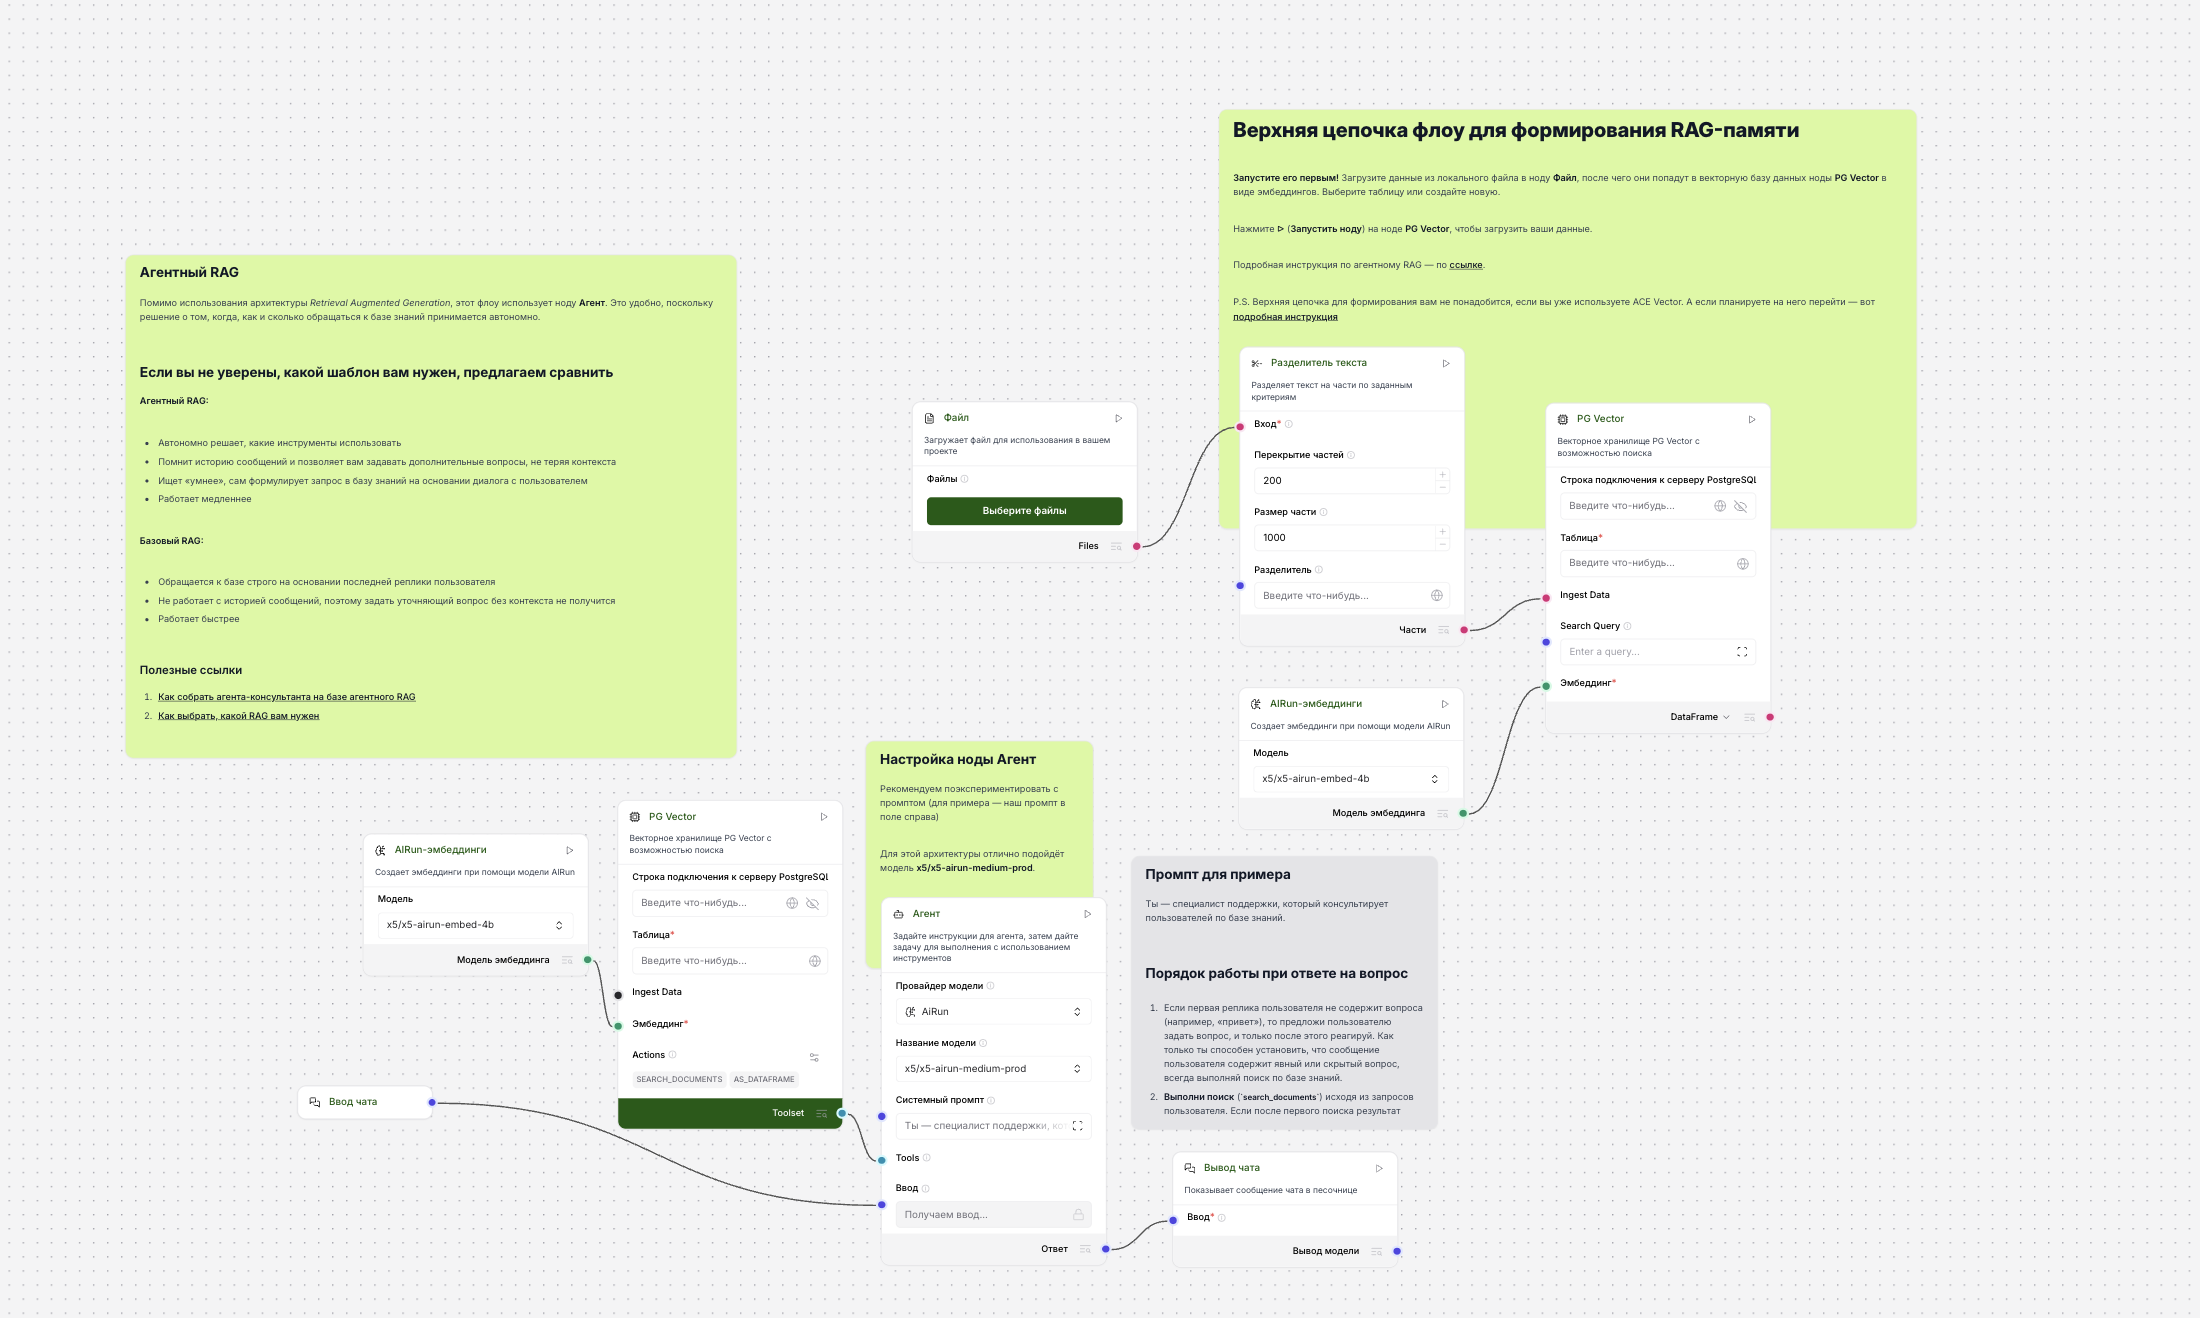 Верхняя цепочка флоу для формирования RAG-памяти
Запустите его первым! Загрузите данные из локального файла в ноду Файл, после чего они попадут в векторную базу данных ноды PG Vector в
виде эмбеддингов. Выберите таблицу или создайте новую.
Нажмите ▷ (Запустить ноду) на ноде PG Vector, чтобы загрузить ваши данные.
Подробная инструкция по агентному RAG — по ссылке.
P.S. Верхняя цепочка для формирования вам не понадобится, если вы уже используете ACE Vector. А если планируете на него перейти — вот
подробная инструкция
Агентный RAG
Помимо использования архитектуры Retrieval Augmented Generation, этот флоу использует ноду Агент. Это удобно, поскольку
решение о том, когда, как и сколько обращаться к базе знаний принимается автономно.
Если вы не уверены, какой шаблон вам нужен, предлагаем сравнить
Агентный RAG:
• Автономно решает, какие инструменты использовать
• Помнит историю сообщений и позволяет вам задавать дополнительные вопросы, не теряя контекста
• Ищет «умнее», сам формулирует запрос в базу знаний на основании диалога с пользователем
• Работает медленнее
Базовый RAG:
• Обращается к базе строго на основании последней реплики пользователя
• Не работает с историей сообщений, поэтому задать уточняющий вопрос без контекста не получится
• Работает быстрее
Полезные ссылки
1. Как собрать агента-консультанта на базе агентного RAG
2. Как выбрать, какой RAG вам нужен
Файл
Загружает файл для использования в вашем
проекте
Файлы
Выберите файлы
Files
Разделитель текста
Разделяет текст на части по заданным
критериям
Вход*
Перекрытие частей
200
Размер части
1000
Разделитель
Введите что-нибудь...
Части
PG Vector
Векторное хранилище PG Vector с
возможностью поиска
Строка подключения к серверу PostgreSQL
Введите что-нибудь...
Таблица*
Введите что-нибудь...
Ingest Data
Search Query
Enter a query...
Эмбеддинг*
DataFrame
AIRun-эмбеддинги
Создает эмбеддинги при помощи модели AIRun
Модель
x5/x5-airun-embed-4b
Модель эмбеддинга
AIRun-эмбеддинги
Создает эмбеддинги при помощи модели AIRun
Модель
x5/x5-airun-embed-4b
Модель эмбеддинга
Ввод чата
PG Vector
Векторное хранилище PG Vector с
возможностью поиска
Строка подключения к серверу PostgreSQL
Введите что-нибудь...
Таблица*
Введите что-нибудь...
Ingest Data
Эмбеддинг*
Actions
SEARCH_DOCUMENTS AS_DATAFRAME
Toolset
Настройка ноды Агент
Рекомендуем поэкспериментировать с
промптом (для примера — наш промпт в
поле справа)
Для этой архитектуры отлично подойдёт
модель x5/x5-airun-medium-prod.
Агент
Задайте инструкции для агента, затем дайте
задачу для выполнения с использованием
инструментов
Провайдер модели
AiRun
Название модели
x5/x5-airun-medium-prod
Системный промпт
Ты — специалист поддержки, ко
Tools
Ввод
Получаем ввод...
Ответ
Промпт для примера
Ты — специалист поддержки, который консультирует
пользователей по базе знаний.
Порядок работы при ответе на вопрос
1. Если первая реплика пользователя не содержит вопроса
(например, «привет»), то предложи пользователю
задать вопрос, и только после этого реагируй. Как
только ты способен установить, что сообщение
пользователя содержит явный или скрытый вопрос,
всегда выполняй поиск по базе знаний.
2. Выполни поиск (`search_documents`) исходя из запросов
пользователя. Если после первого поиска результат
Вывод чата
Показывает сообщение чата в песочнице
Ввод*
Вывод модели